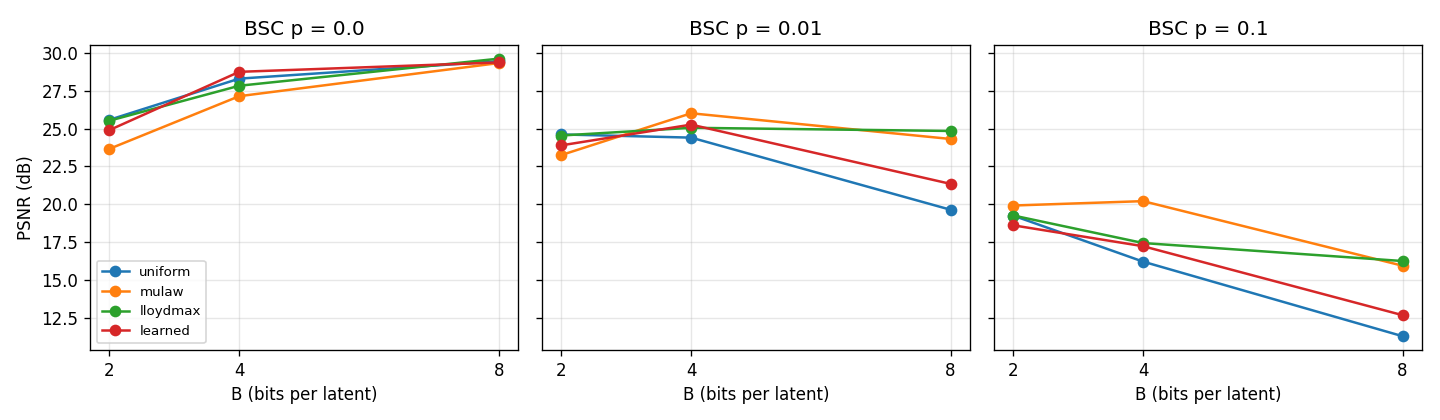 BSC p = 0.0
BSC p = 0.01
BSC p = 0.1
PSNR (dB)
30.0
27.5
25.0
22.5
20.0
17.5
15.0
12.5
uniform
mulaw
lloydmax
learned
2 4 8
2 4 8
2 4 8
B (bits per latent)
B (bits per latent)
B (bits per latent)